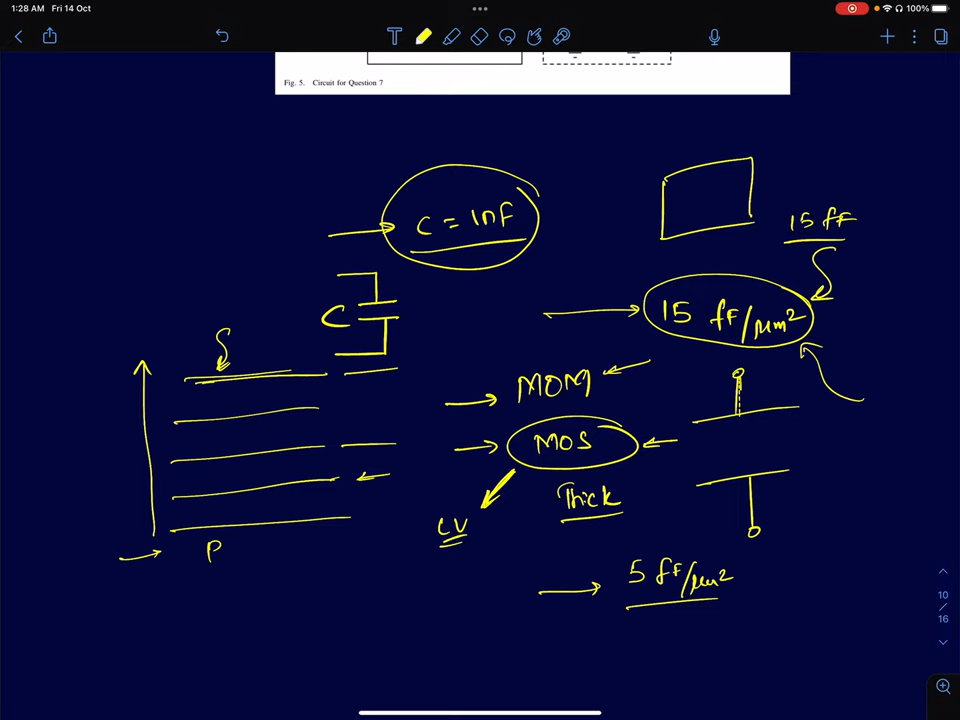 1:28 AM Fri 14 Oct
100%
T
Fig. 5. Circuit for Question 7
C = 1nF
15 fF
C
15 fF/μm²
MOM
MOS
Thick
LV
P
5 fF/μm²
10
/
16